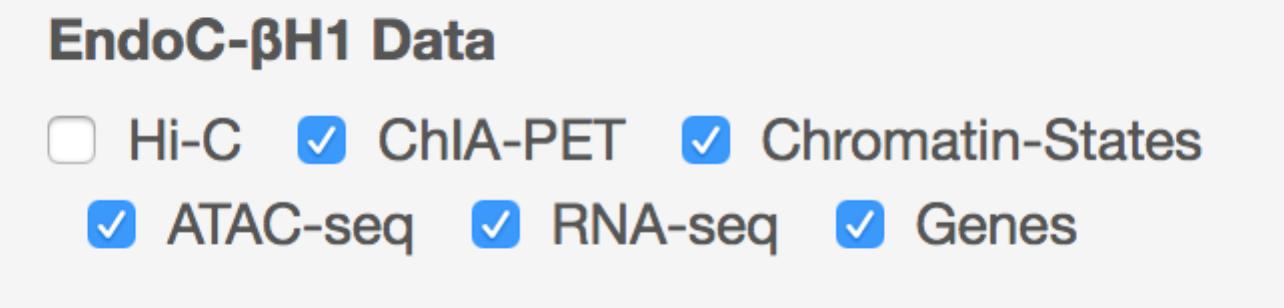 EndoC-βH1 Data
Hi-C ChIA-PET Chromatin-States
ATAC-seq RNA-seq Genes